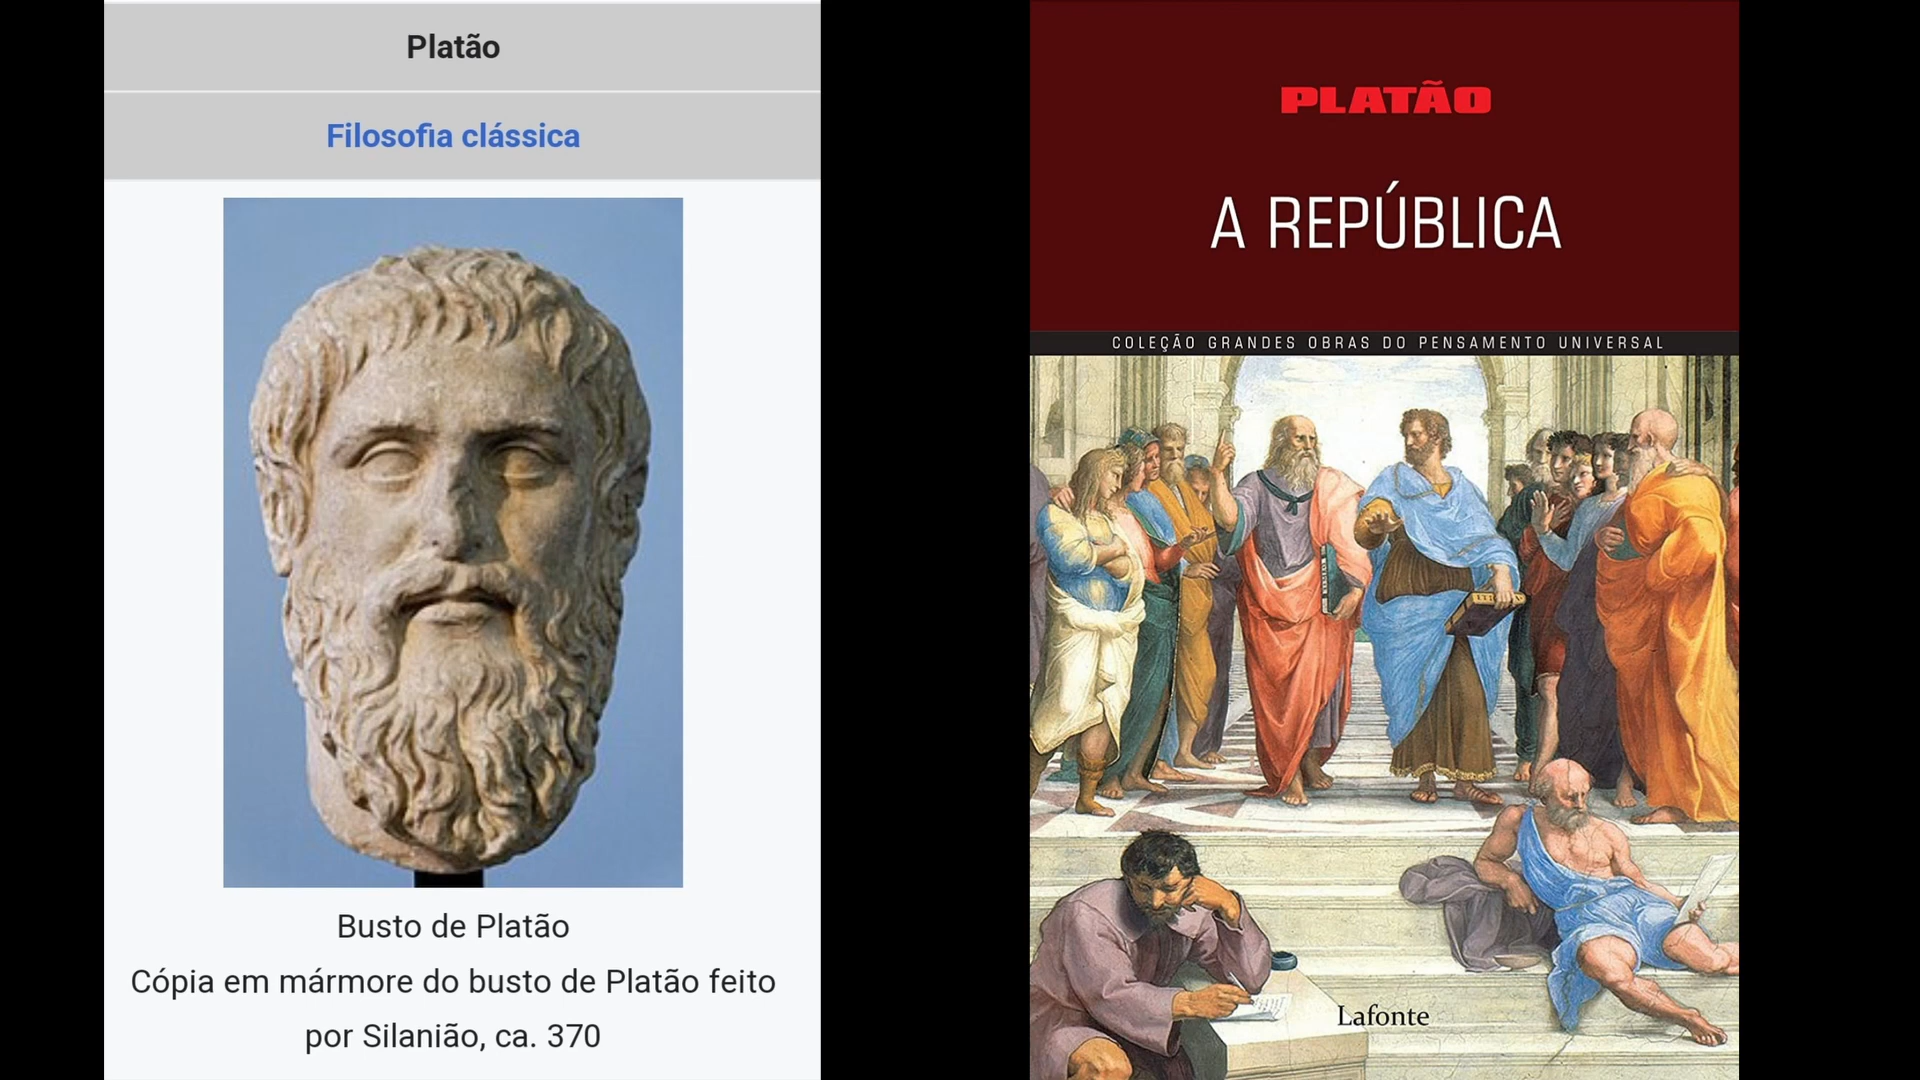 Platão
Filosofia clássica
Busto de Platão
Cópia em mármore do busto de Platão feito
por Silanião, ca. 370
PLATÃO
A REPÚBLICA
COLEÇÃO GRANDES OBRAS DO PENSAMENTO UNIVERSAL
Lafonte